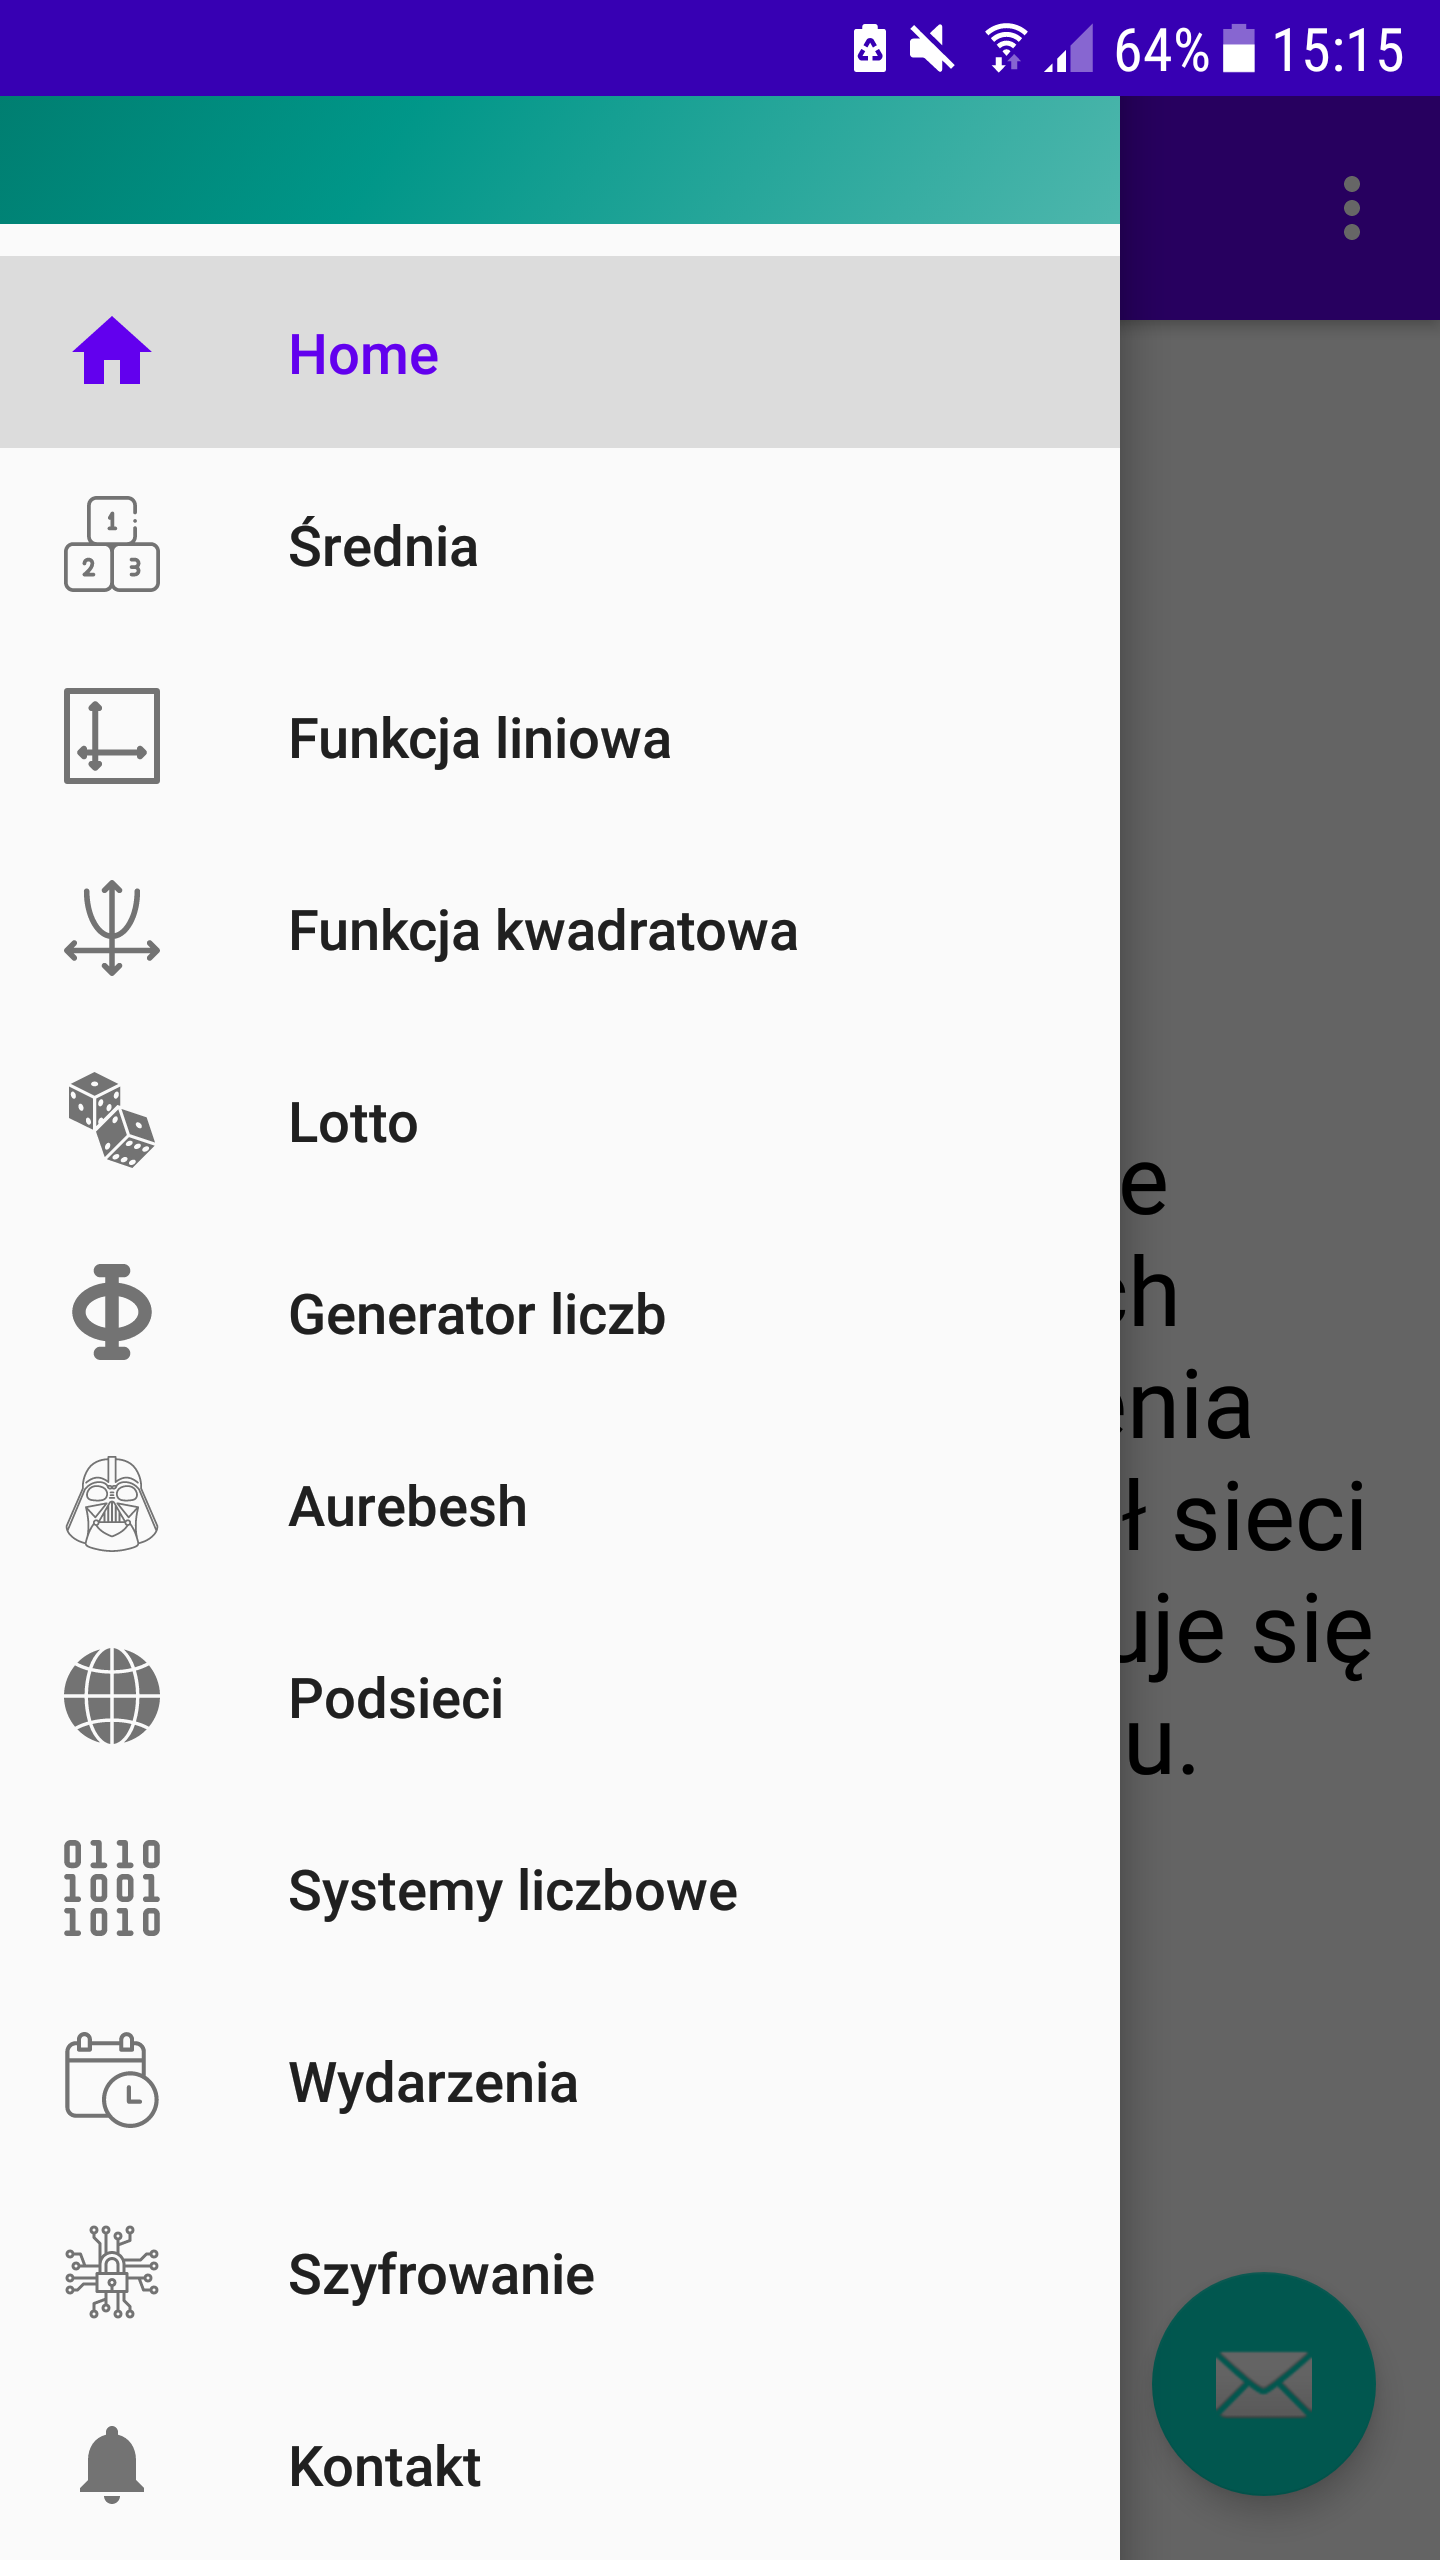 64% 15:15
Home
1
2 3
Średnia
Funkcja liniowa
Funkcja kwadratowa
Lotto
Generator liczb
Aurebesh
Podsieci
0110
1001
1010
Systemy liczbowe
Wydarzenia
Szyfrowanie
Kontakt
e
ch
enia
ł sieci
uje się
u.